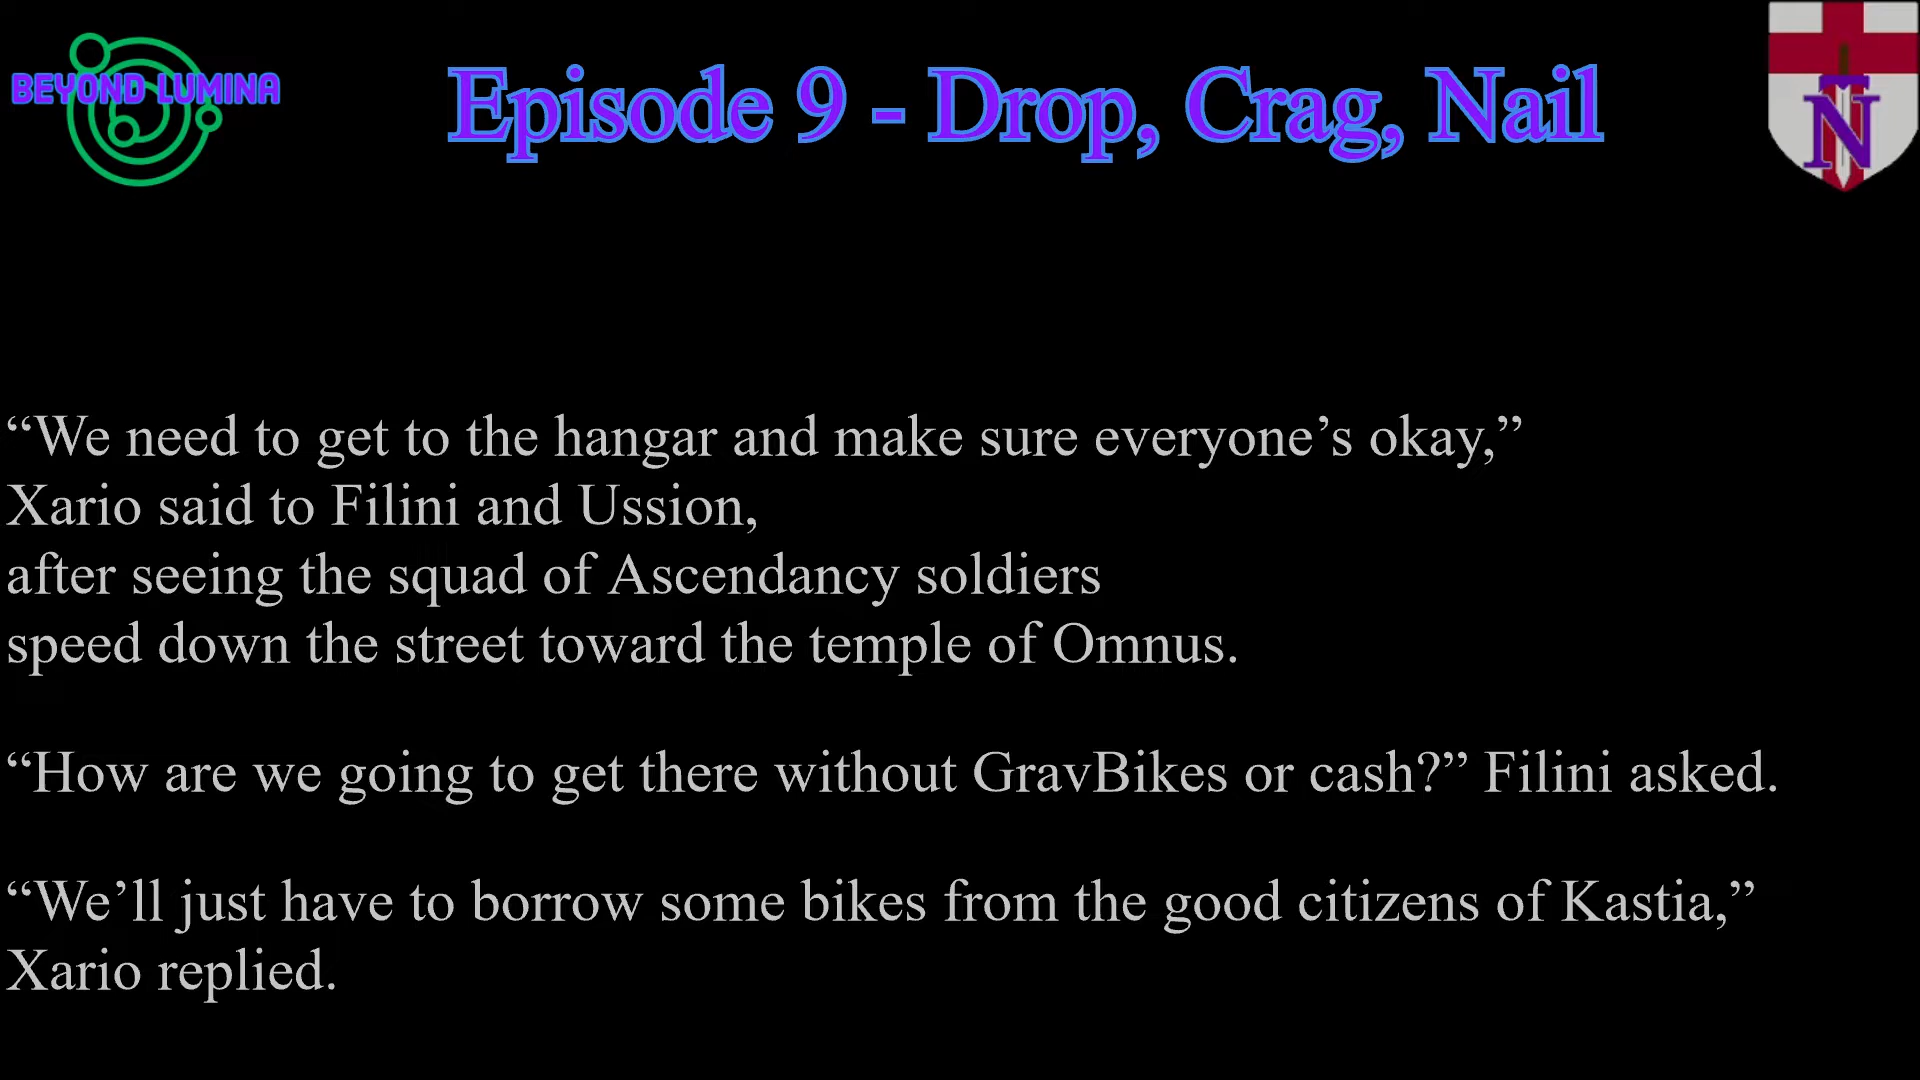 BEYOND LUMINA
Episode 9 - Drop, Crag, Nail
N
“We need to get to the hangar and make sure everyone’s okay,”
Xario said to Filini and Ussion,
after seeing the squad of Ascendancy soldiers
speed down the street toward the temple of Omnus.
“How are we going to get there without GravBikes or cash?” Filini asked.
“We’ll just have to borrow some bikes from the good citizens of Kastia,”
Xario replied.